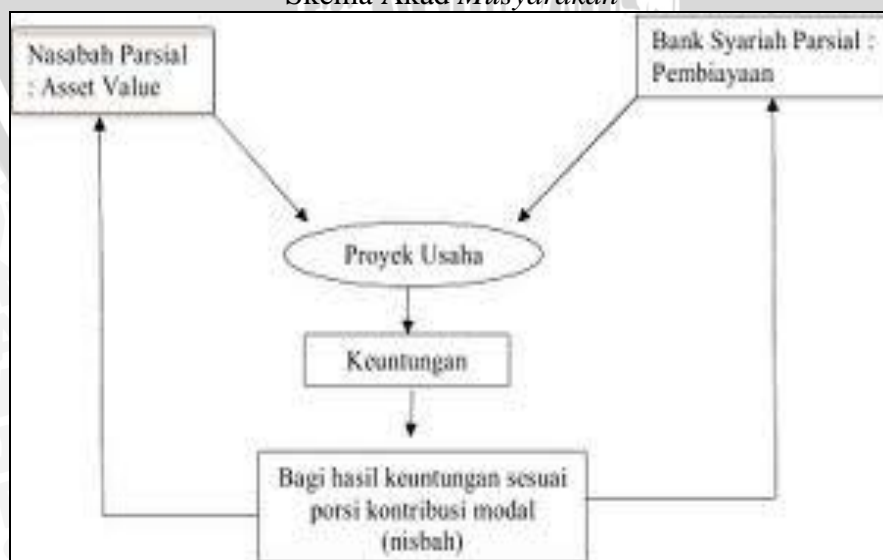 Skema Akad Musyarakah
Nasabah Parsial
: Asset Value
Bank Syariah Parsial :
Pembiayaan
Proyek Usaha
Keuntungan
Bagi hasil keuntungan sesuai
porsi kontribusi modal
(nisbah)